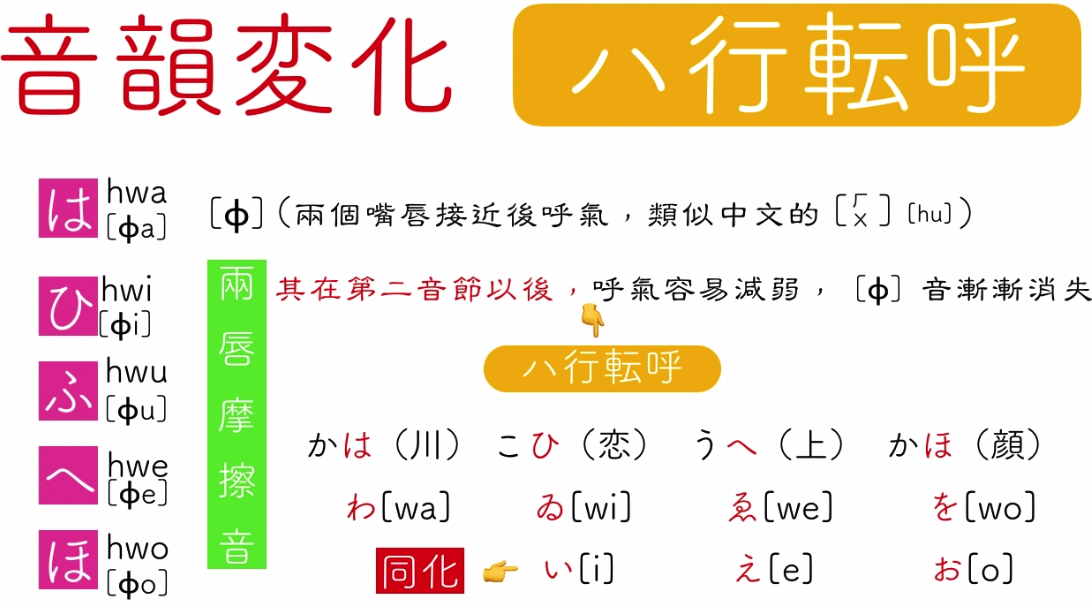 音韻変化 ハ行転呼
は hwa [ɸa]
[ɸ](兩個嘴唇接近後呼氣，類似中文的[ㄏㄨ] [hu])
ひ hwi [ɸi]
ふ hwu [ɸu]
へ hwe [ɸe]
ほ hwo [ɸo]
兩唇摩擦音
其在第二音節以後，呼氣容易減弱， [ɸ] 音漸漸消失
ハ行転呼
かは（川） こひ（恋） うへ（上） かほ（顔）
わ[wa] ゐ[wi] ゑ[we] を[wo]
同化 い[i] え[e] お[o]